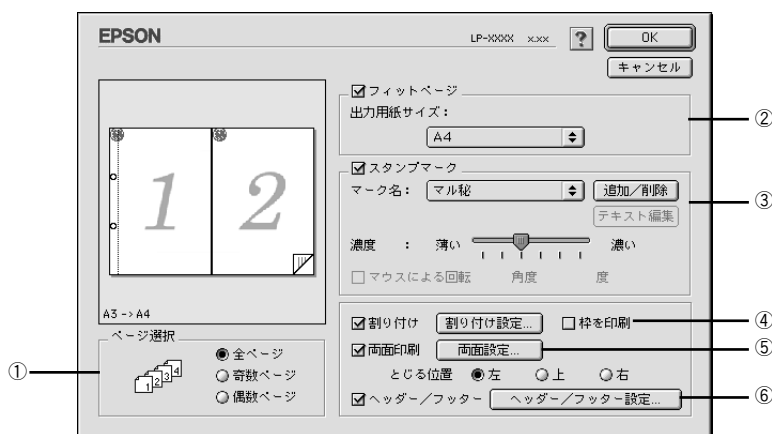 EPSON
LP-XXXX x.xx
?
OK
キャンセル
☑フィットページ
出力用紙サイズ：
A4
②
☑スタンプマーク
マーク名：
マル秘
追加／削除
③
テキスト編集
濃度 ： 薄い 濃い
□マウスによる回転 角度 度
秘
秘
1 2
A3 -> A4
☑割り付け 割り付け設定... □枠を印刷
④
☑両面印刷 両面設定...
⑤
とじる位置 ◉左 ○上 ○右
☑ヘッダー／フッター ヘッダー／フッター設定...
⑥
ページ選択
①
1 2 3 4
◉全ページ
○奇数ページ
○偶数ページ